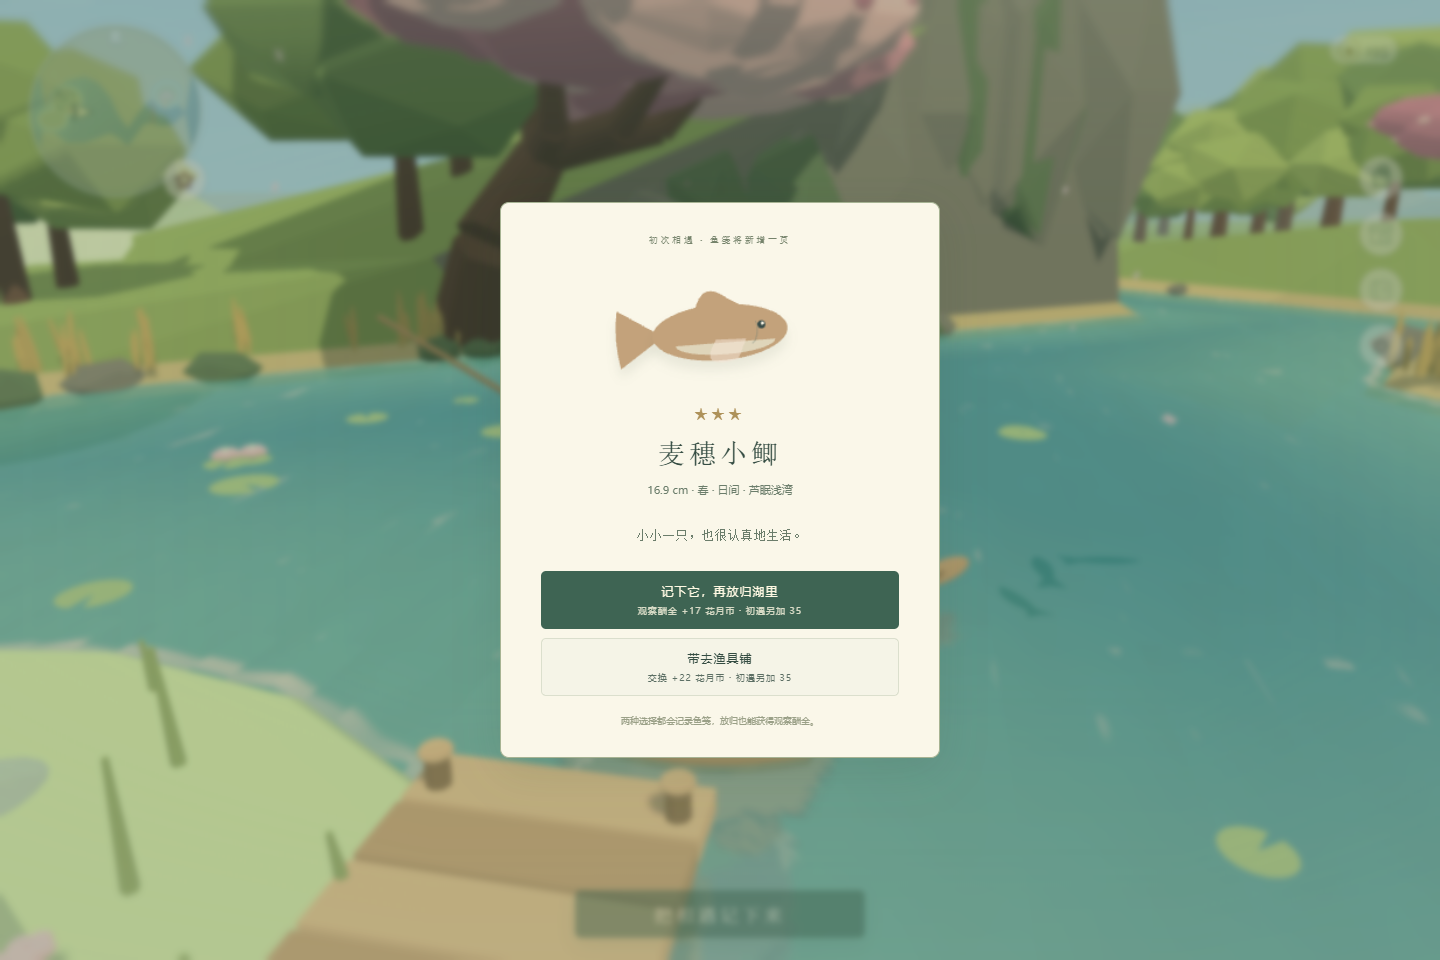 初次相遇 · 鱼笺将新增一页
★★★
麦穗小鲫
16.9 cm · 春 · 日间 · 芦眠浅湾
小小一只，也很认真地生活。
记下它，再放归湖里
观察酬金 +17 花月币 · 初遇另加 35
带去渔具铺
交换 +22 花月币 · 初遇另加 35
两种选择都会记录鱼笺，放归也能获得观察酬金。